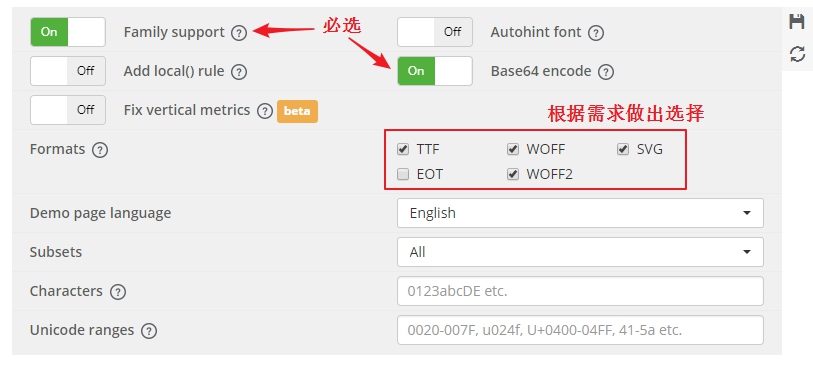 On Family support ? 必选 Off Autohint font ?
Off Add local() rule ? On Base64 encode ?
Off Fix vertical metrics ? beta
根据需求做出选择
Formats ? TTF WOFF SVG
EOT WOFF2
Demo page language English
Subsets All
Characters ? 0123abcDE etc.
Unicode ranges ? 0020-007F, u024f, U+0400-04FF, 41-5a etc.